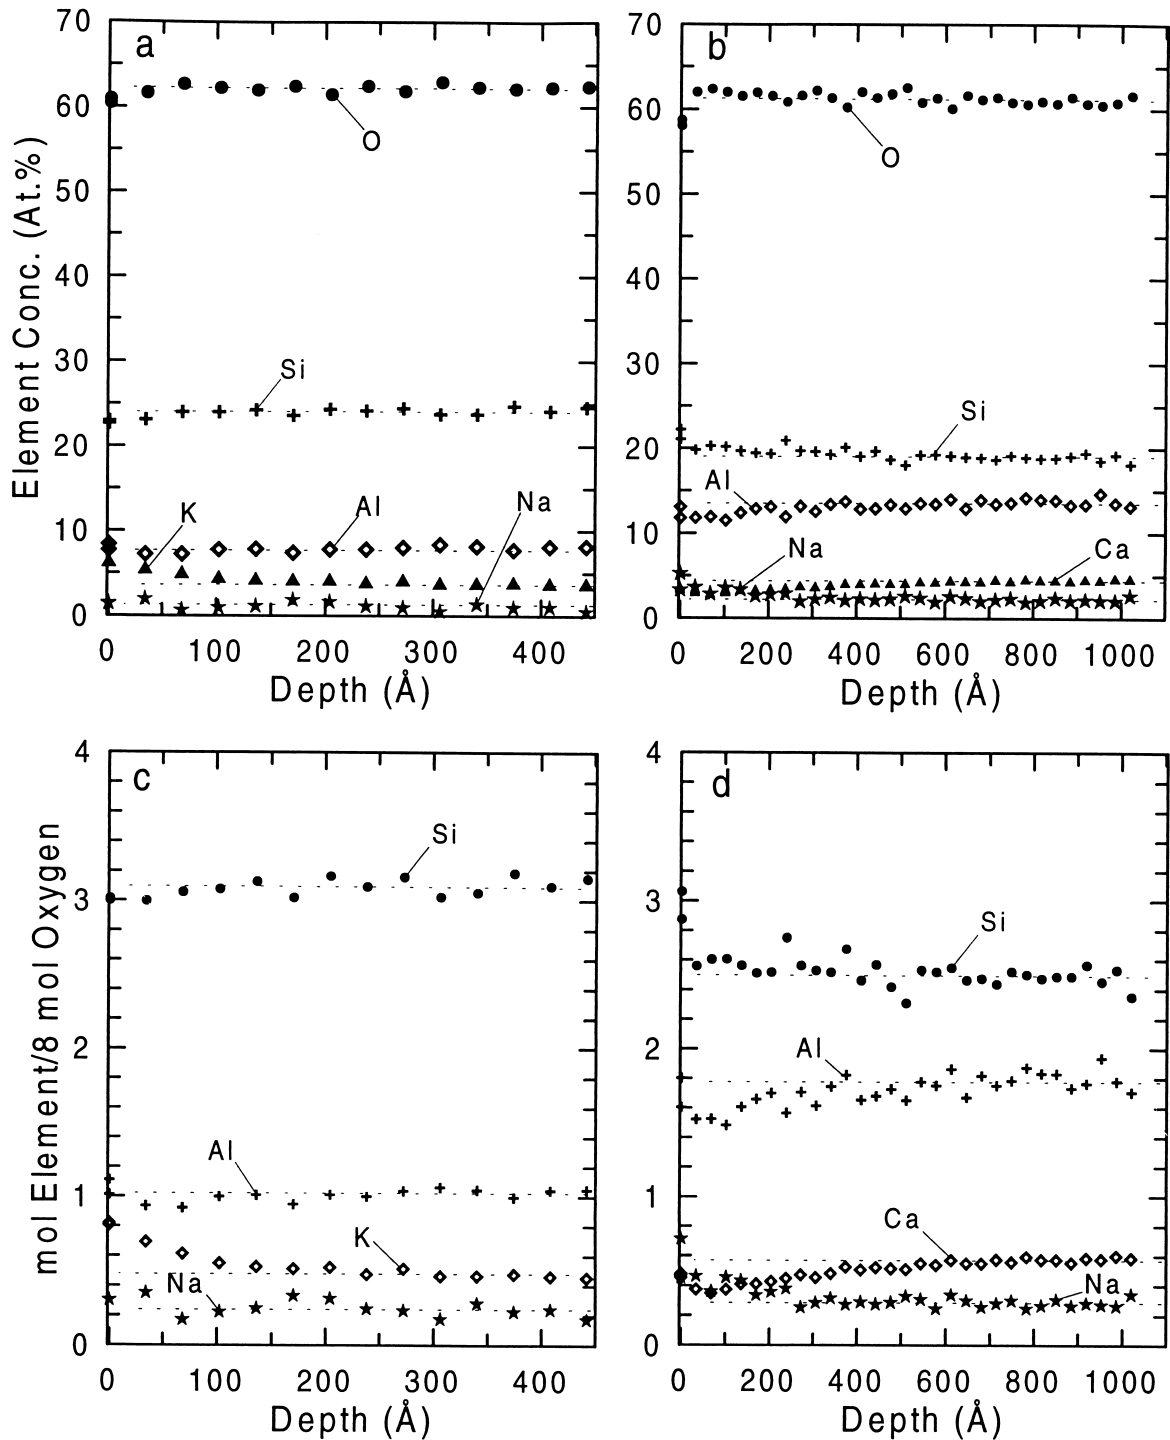 a
b
70
60
50
40
30
20
10
0
Element Conc. (At.%)
O
Si
K
Al
Na
0 100 200 300 400
Depth (Å)
70
60
50
40
30
20
10
0
O
Si
Al
Na
Ca
0 200 400 600 800 1000
Depth (Å)
c
4
3
2
1
0
mol Element/8 mol Oxygen
Si
Al
K
Na
0 100 200 300 400
Depth (Å)
d
4
3
2
1
0
Si
Al
Ca
Na
0 200 400 600 800 1000
Depth (Å)